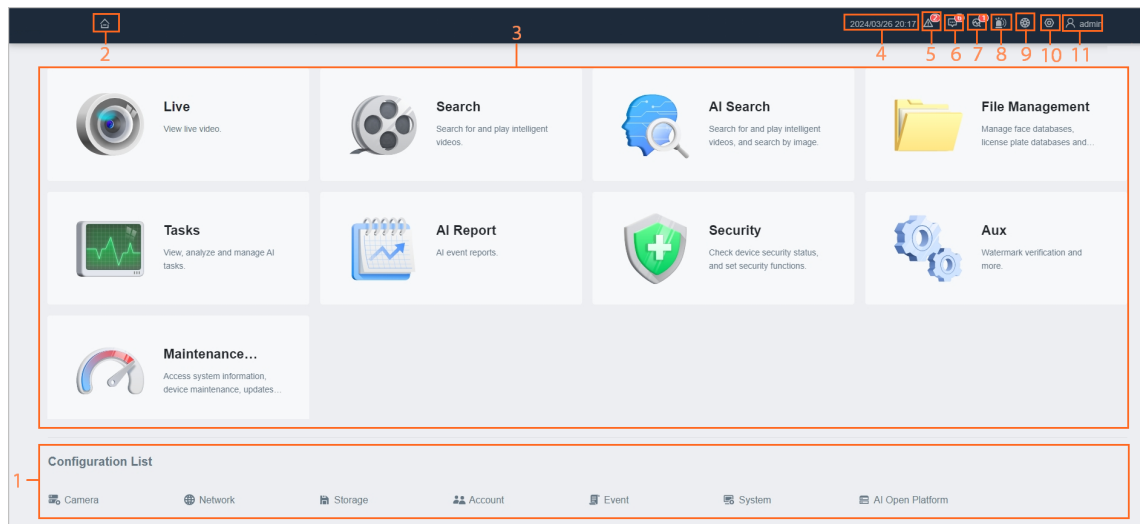 2024/03/26 20:17 2 6 1 admin
2 3 4 5 6 7 8 9 10 11
Live
View live video.
Search
Search for and play intelligent
videos.
AI Search
Search for and play intelligent
videos, and search by image.
File Management
Manage face databases,
license plate databases and...
Tasks
View, analyze and manage AI
tasks.
AI Report
AI event reports.
Security
Check device security status,
and set security functions.
Aux
Watermark verification and
more.
Maintenance...
Access system information,
device maintenance, updates...
Configuration List
1
Camera Network Storage Account Event System AI Open Platform